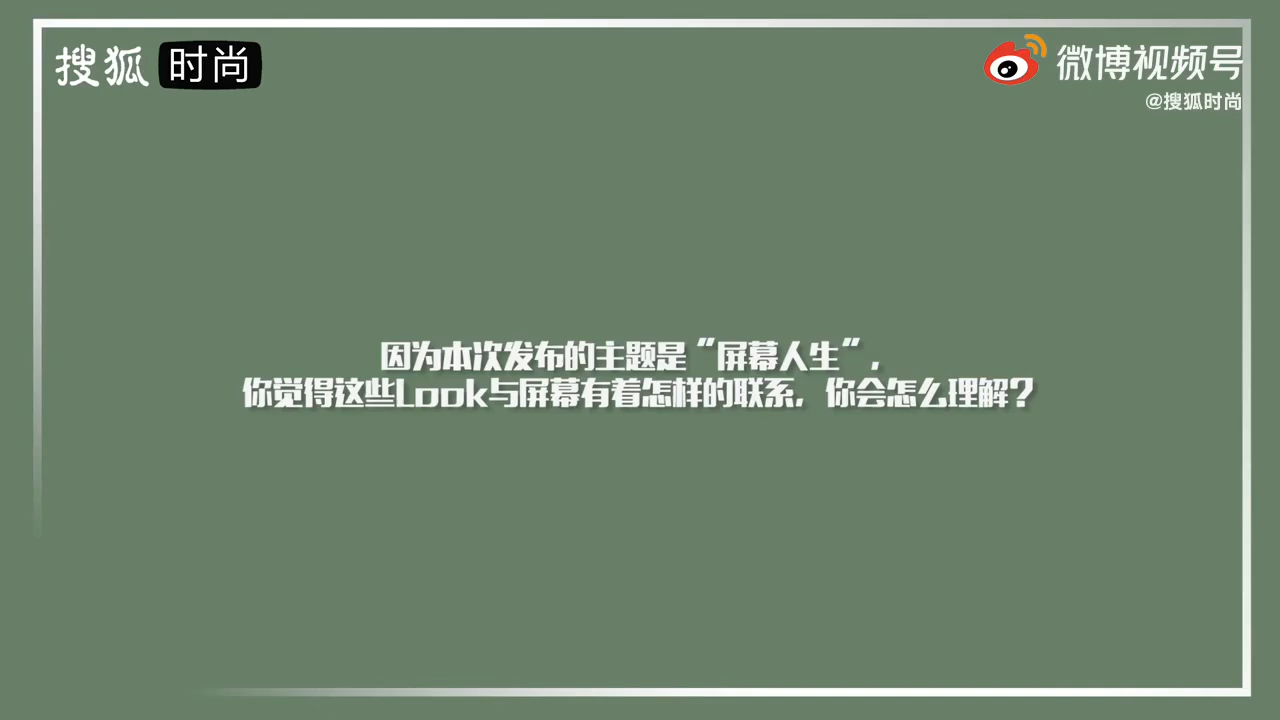 搜狐 时尚
微博视频号
@搜狐时尚
因为本次发布的主题是“屏幕人生”，
你觉得这些Look与屏幕有着怎样的联系，你会怎么理解？